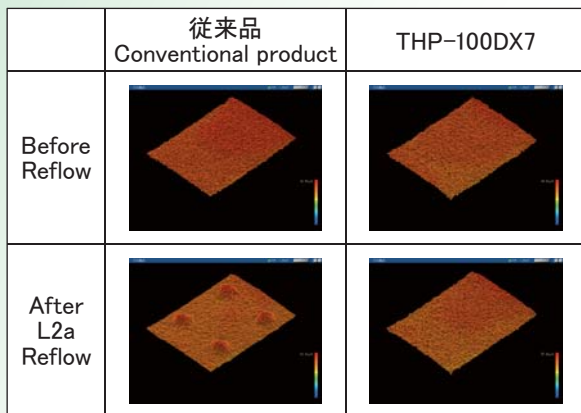 従来品
Conventional product
THP-100DX7
Before
Reflow
After
L2a
Reflow